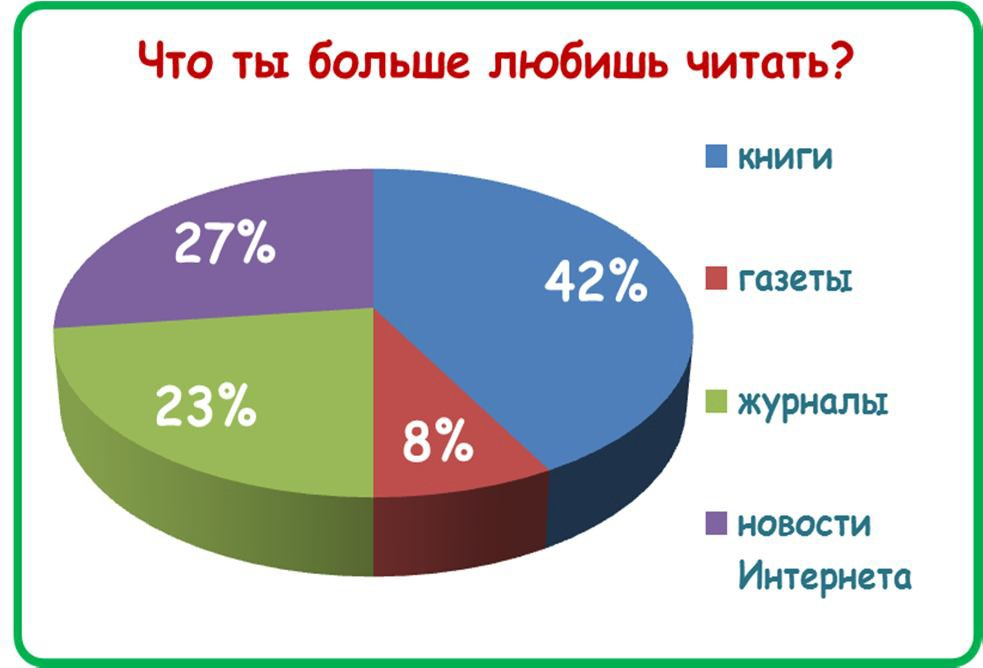 Что ты больше любишь читать?
книги
27%
42%
газеты
23%
журналы
8%
новости
Интернета